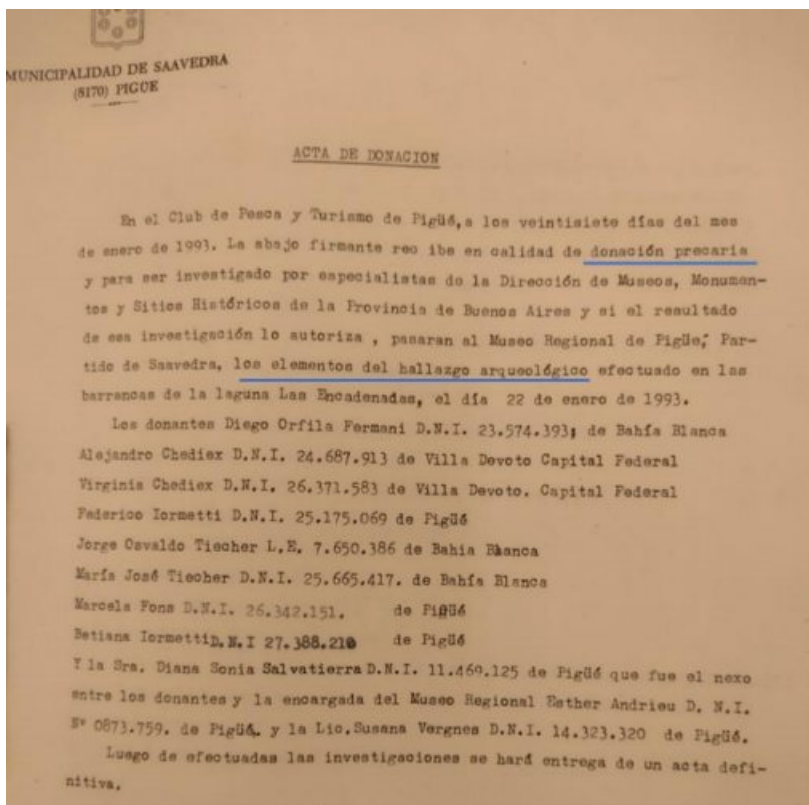 MUNICIPALIDAD DE SAAVEDRA
(8170) PIGÜE
ACTA DE DONACION
En el Club de Pesca y Turismo de Pigüé, a los veintisiete días del mes
de enero de 1993. La abajo firmante rec ibe en calidad de donación precaria
y para ser investigado por especialistas de la Dirección de Museos, Monumen-
tos y Sitios Históricos de la Provincia de Buenos Aires y si el resultado
de esa investigación lo autoriza , pasaran al Museo Regional de Pigüe, Par-
tido de Saavedra, los elementos del hallazgo arqueológico efectuado en las
barrancas de la laguna Las Encadenadas, el día 22 de enero de 1993.
Los donantes Diego Orfila Fermani D.N.I. 23.574.393; de Bahía Blanca
Alejandro Chediex D.N.I. 24.687.913 de Villa Devoto Capital Federal
Virginia Chediex D.N.I. 26.371.583 de Villa Devoto. Capital Federal
Federico Iormetti D.N.I. 25.175.069 de Pigüé
Jorge Osvaldo Tiecher L.E. 7.650.386 de Bahia Blanca
María José Tiecher D.N.I. 25.665.417. de Bahía Blanca
Marcela Fons D.N.I. 26.342.151. de Pigüé
Betiana Iormetti D.N.I 27.388.210 de Pigüé
Y la Sra. Diana Sonia Salvatierra D.N.I. 11.460.125 de Pigüé que fue el nexo
entre los donantes y la encargada del Museo Regional Esther Andrieu D. N.I.
Nº 0873.759. de Pigüé. y la Lic.Susana Vergnes D.N.I. 14.323.320 de Pigüé.
Luego de efectuadas las investigaciones se hará entrega de un acta defi-
nitiva.